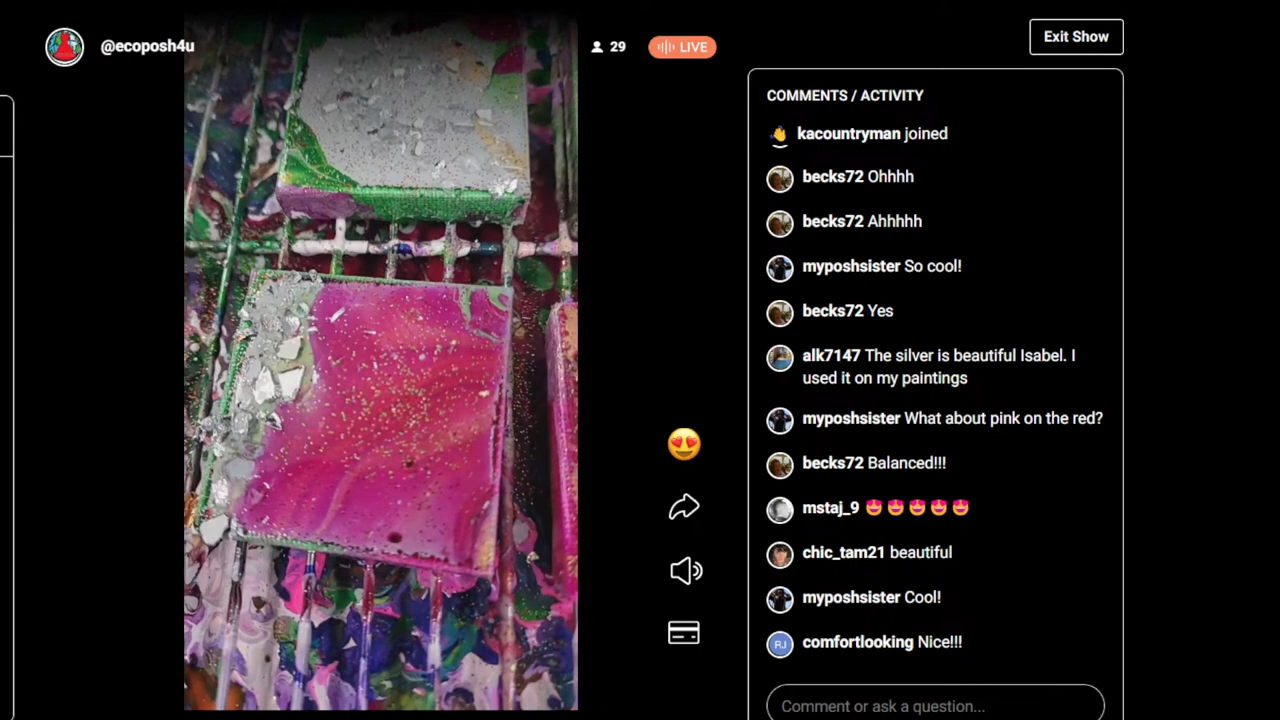 @ecoposh4u
29
LIVE
Exit Show
COMMENTS / ACTIVITY
kacountryman joined
becks72 Ohhhh
becks72 Ahhhhh
myposhsister So cool!
becks72 Yes
alk7147 The silver is beautiful Isabel. I
used it on my paintings
myposhsister What about pink on the red?
becks72 Balanced!!!
mstaj_9 😍😍😍😍😍
chic_tam21 beautiful
myposhsister Cool!
RJ
comfortlooking Nice!!!
Comment or ask a question...